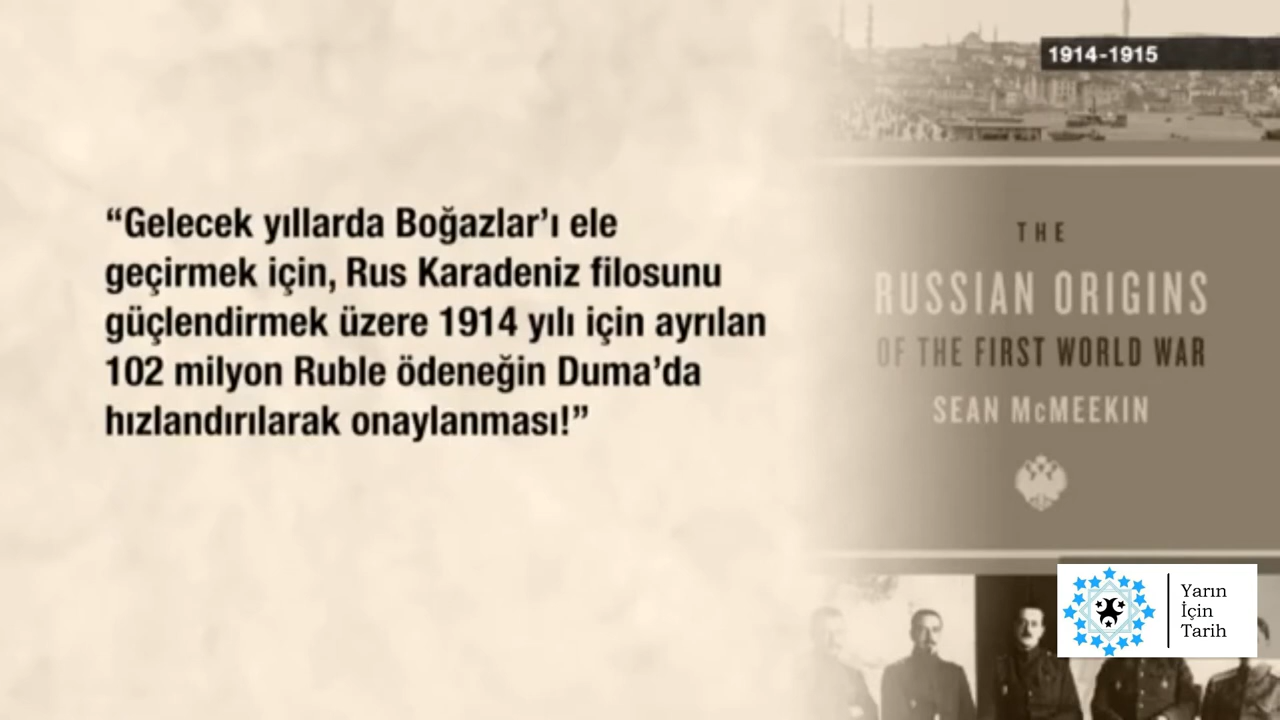 1914-1915
“Gelecek yıllarda Boğazlar’ı ele
geçirmek için, Rus Karadeniz filosunu
güçlendirmek üzere 1914 yılı için ayrılan
102 milyon Ruble ödeneğin Duma’da
hızlandırılarak onaylanması!”
THE
RUSSIAN ORIGINS
OF THE FIRST WORLD WAR
SEAN McMEEKIN
Yarın
İçin
Tarih